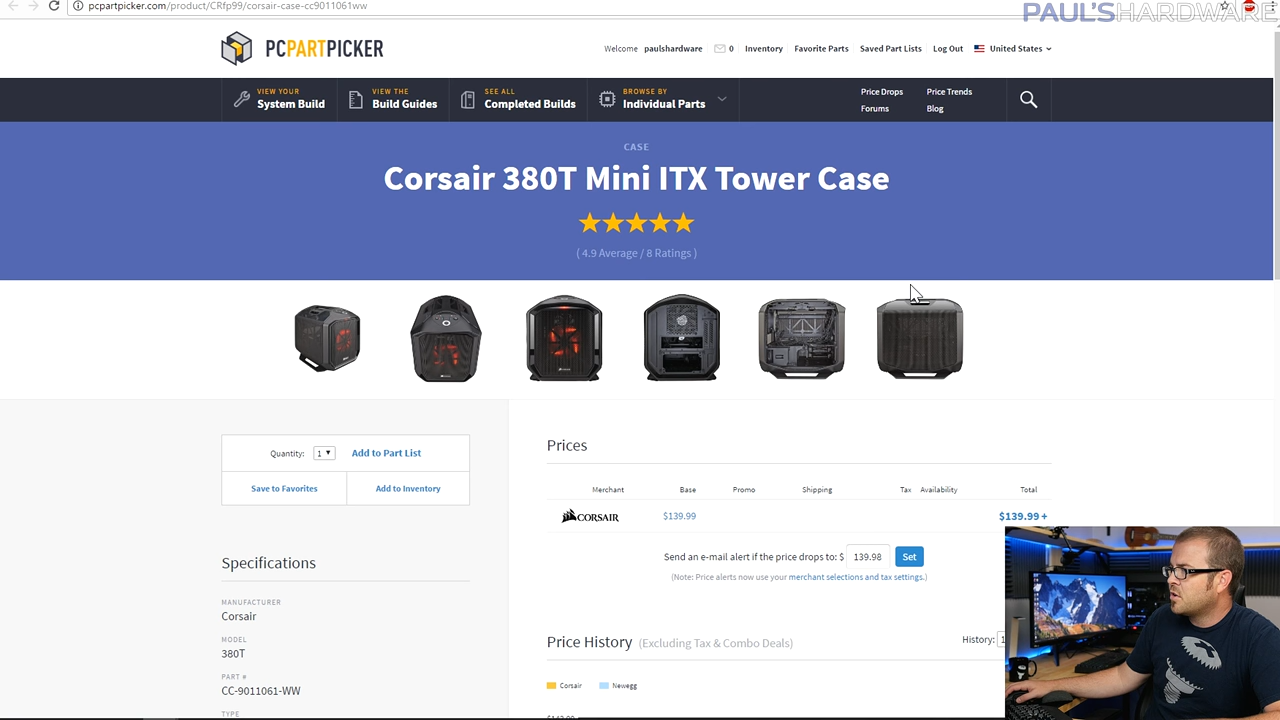 pcpartpicker.com/product/CRfp99/corsair-case-cc9011061ww
PAUL'SHARDWARE
PCPARTPICKER
Welcome paulshardware 0 Inventory Favorite Parts Saved Part Lists Log Out United States
VIEW YOUR
System Build
VIEW THE
Build Guides
SEE ALL
Completed Builds
BROWSE BY
Individual Parts
Price Drops Price Trends
Forums Blog
CASE
Corsair 380T Mini ITX Tower Case
( 4.9 Average / 8 Ratings )
Quantity: 1 Add to Part List
Save to Favorites Add to Inventory
Prices
Merchant Base Promo Shipping Tax Availability Total
CORSAIR $139.99 $139.99 +
Send an e-mail alert if the price drops to: $ 139.98 Set
(Note: Price alerts now use your merchant selections and tax settings.)
Specifications
MANUFACTURER
Corsair
MODEL
380T
PART #
CC-9011061-WW
TYPE
Price History (Excluding Tax & Combo Deals) History:
Corsair Newegg